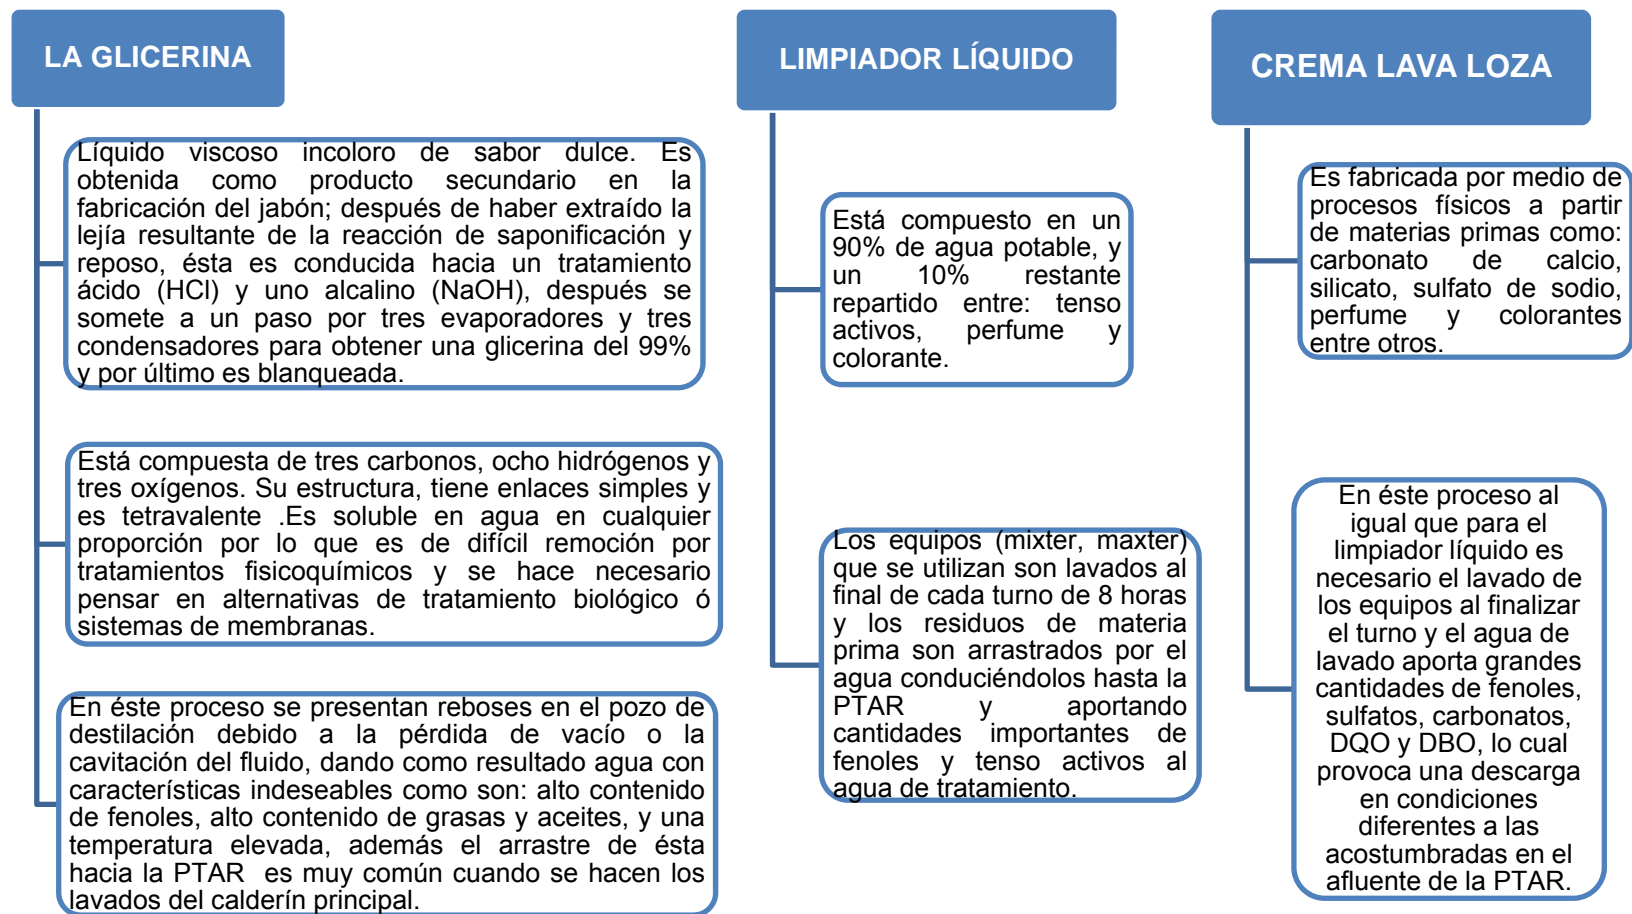 LA GLICERINA
Líquido viscoso incoloro de sabor dulce. Es
obtenida como producto secundario en la
fabricación del jabón; después de haber extraído la
lejía resultante de la reacción de saponificación y
reposo, ésta es conducida hacia un tratamiento
ácido (HCl) y uno alcalino (NaOH), después se
somete a un paso por tres evaporadores y tres
condensadores para obtener una glicerina del 99%
y por último es blanqueada.
Está compuesta de tres carbonos, ocho hidrógenos y
tres oxígenos. Su estructura, tiene enlaces simples y
es tetravalente .Es soluble en agua en cualquier
proporción por lo que es de difícil remoción por
tratamientos fisicoquímicos y se hace necesario
pensar en alternativas de tratamiento biológico ó
sistemas de membranas.
En éste proceso se presentan reboses en el pozo de
destilación debido a la pérdida de vacío o la
cavitación del fluido, dando como resultado agua con
características indeseables como son: alto contenido
de fenoles, alto contenido de grasas y aceites, y una
temperatura elevada, además el arrastre de ésta
hacia la PTAR es muy común cuando se hacen los
lavados del calderín principal.
LIMPIADOR LÍQUIDO
Está compuesto en un
90% de agua potable, y
un 10% restante
repartido entre: tenso
activos, perfume y
colorante.
Los equipos (mixter, maxter)
que se utilizan son lavados al
final de cada turno de 8 horas
y los residuos de materia
prima son arrastrados por el
agua conduciéndolos hasta la
PTAR y aportando
cantidades importantes de
fenoles y tenso activos al
agua de tratamiento.
CREMA LAVA LOZA
Es fabricada por medio de
procesos físicos a partir
de materias primas como:
carbonato de calcio,
silicato, sulfato de sodio,
perfume y colorantes
entre otros.
En éste proceso al
igual que para el
limpiador líquido es
necesario el lavado de
los equipos al finalizar
el turno y el agua de
lavado aporta grandes
cantidades de fenoles,
sulfatos, carbonatos,
DQO y DBO, lo cual
provoca una descarga
en condiciones
diferentes a las
acostumbradas en el
afluente de la PTAR.